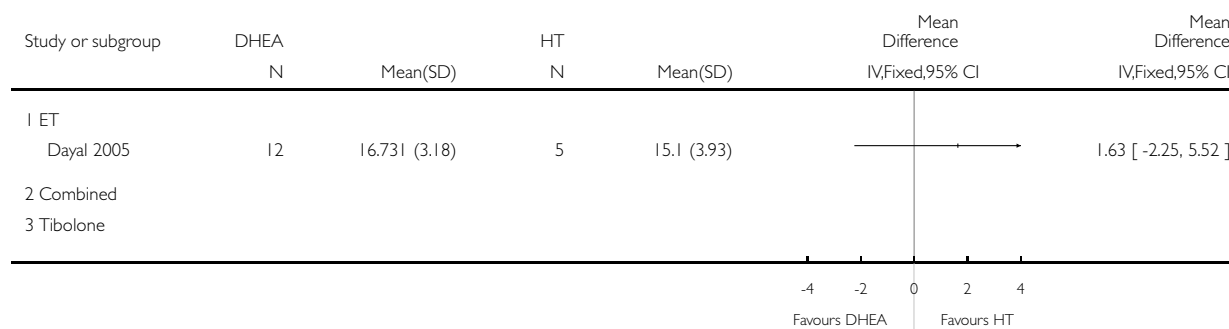 Study or subgroup DHEA HT Mean Difference Mean Difference
N Mean(SD) N Mean(SD) IV,Fixed,95% CI IV,Fixed,95% CI
1 ET
Dayal 2005 12 16.731 (3.18) 5 15.1 (3.93) 1.63 [ -2.25, 5.52 ]
2 Combined
3 Tibolone
-4 -2 0 2 4
Favours DHEA Favours HT